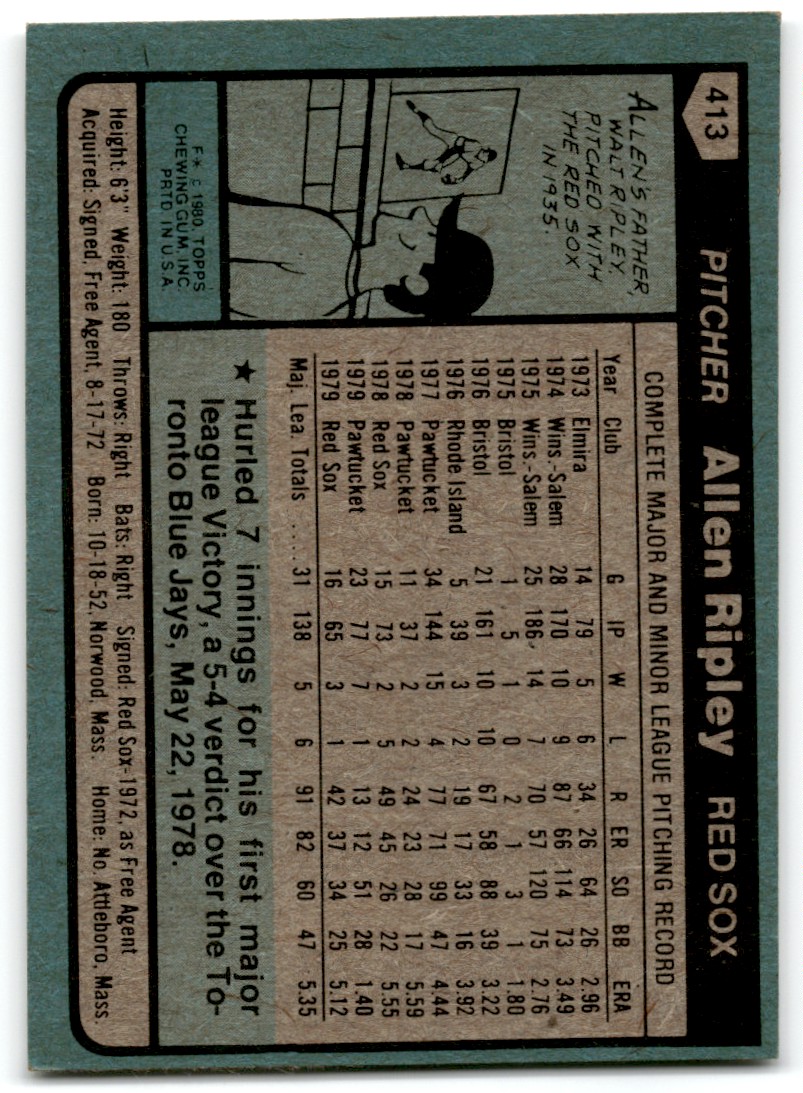 413
PITCHER Allen Ripley RED SOX
ALLEN'S FATHER,
WALT RIPLEY,
PITCHED WITH
THE RED SOX
IN 1935
F* © 1980 TOPPS
CHEWING GUM, INC.
PRTD IN U.S.A.
COMPLETE MAJOR AND MINOR LEAGUE PITCHING RECORD
Year Club G IP W L R ER SO BB ERA
1973 Elmira 14 79 5 6 34 26 64 26 2.96
1974 Wins.-Salem 28 170 10 9 87 66 114 73 3.49
1975 Wins.-Salem 25 186 14 7 70 57 120 75 2.76
1975 Bristol 1 5 1 0 2 1 3 1 1.80
1976 Bristol 21 161 10 10 67 58 88 39 3.22
1976 Rhode Island 5 39 3 2 19 17 33 16 3.92
1977 Pawtucket 34 144 15 4 77 71 99 47 4.44
1978 Pawtucket 11 37 2 2 24 23 28 17 5.59
1978 Red Sox 15 73 2 5 49 45 26 22 5.55
1979 Pawtucket 23 77 7 1 13 12 51 28 1.40
1979 Red Sox 16 65 3 1 42 37 34 25 5.12
Maj. Lea. Totals ..... 31 138 5 6 91 82 60 47 5.35
★ Hurled 7 innings for his first major
league Victory, a 5-4 verdict over the To-
ronto Blue Jays, May 22, 1978.
Height: 6'3" Weight: 180 Throws: Right Bats: Right Signed: Red Sox-1972, as Free Agent
Acquired: Signed, Free Agent, 8-17-72 Born: 10-18-52, Norwood, Mass. Home: No. Attleboro, Mass.